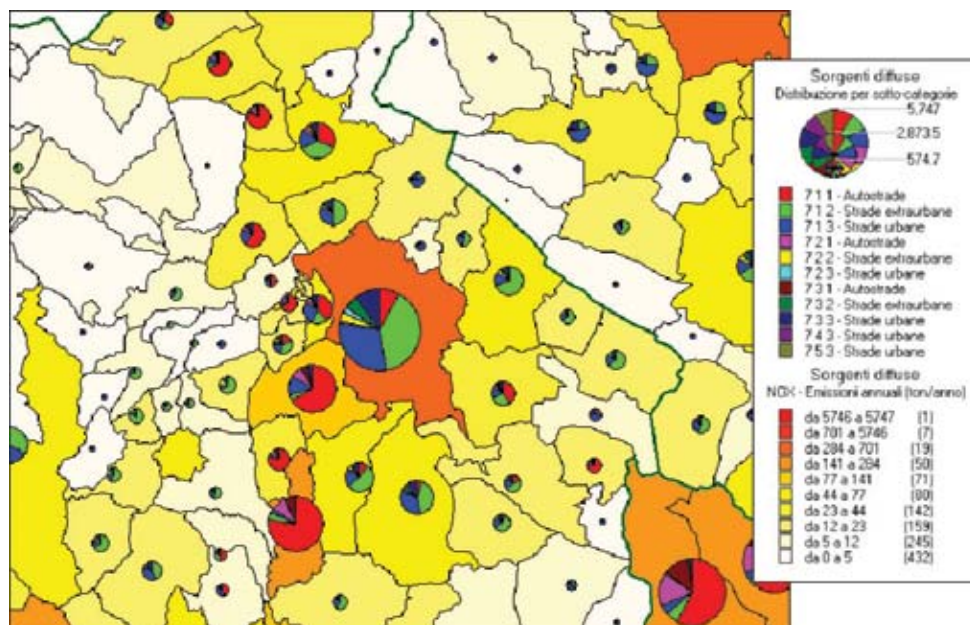 Sorgenti diffuse
Distribuzione per sotto-categorie
5.747
2.873.5
574.7
7 1 1 - Autostrade
7 1 2 - Strade extraurbane
7 1 3 - Strade urbane
7 2 1 - Autostrade
7 2 2 - Strade extraurbane
7 2 3 - Strade urbane
7 3 1 - Autostrade
7 3 2 - Strade extraurbane
7 3 3 - Strade urbane
7 4 3 - Strade urbane
7 5 3 - Strade urbane
Sorgenti diffuse
NOX - Emissioni annuali (ton/anno)
da 5746 a 5747 (1)
da 701 a 5746 (7)
da 284 a 701 (19)
da 141 a 284 (50)
da 77 a 141 (71)
da 44 a 77 (80)
da 23 a 44 (142)
da 12 a 23 (159)
da 5 a 12 (245)
da 0 a 5 (432)